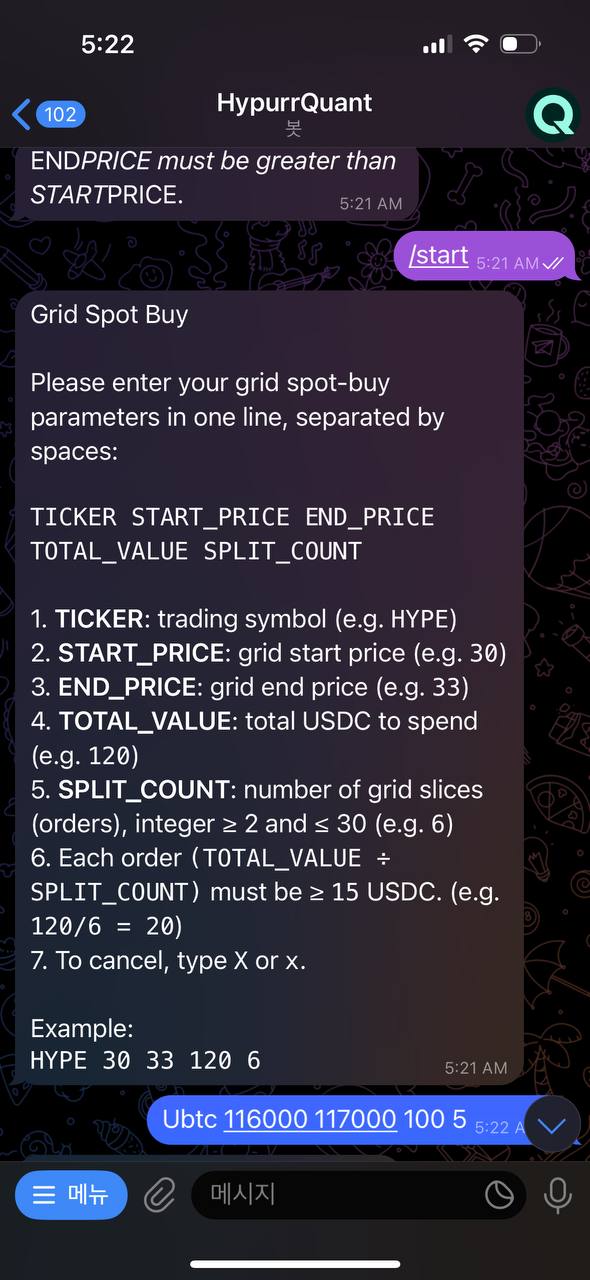 5:22
102
HypurrQuant
봇
ENDPRICE must be greater than
STARTPRICE.
5:21 AM
/start 5:21 AM
Grid Spot Buy
Please enter your grid spot-buy
parameters in one line, separated by
spaces:
TICKER START_PRICE END_PRICE
TOTAL_VALUE SPLIT_COUNT
1. TICKER: trading symbol (e.g. HYPE)
2. START_PRICE: grid start price (e.g. 30)
3. END_PRICE: grid end price (e.g. 33)
4. TOTAL_VALUE: total USDC to spend
(e.g. 120)
5. SPLIT_COUNT: number of grid slices
(orders), integer ≥ 2 and ≤ 30 (e.g. 6)
6. Each order (TOTAL_VALUE ÷
SPLIT_COUNT) must be ≥ 15 USDC. (e.g.
120/6 = 20)
7. To cancel, type X or x.
Example:
HYPE 30 33 120 6
5:21 AM
Ubtc 116000 117000 100 5 5:22 A
메뉴
메시지